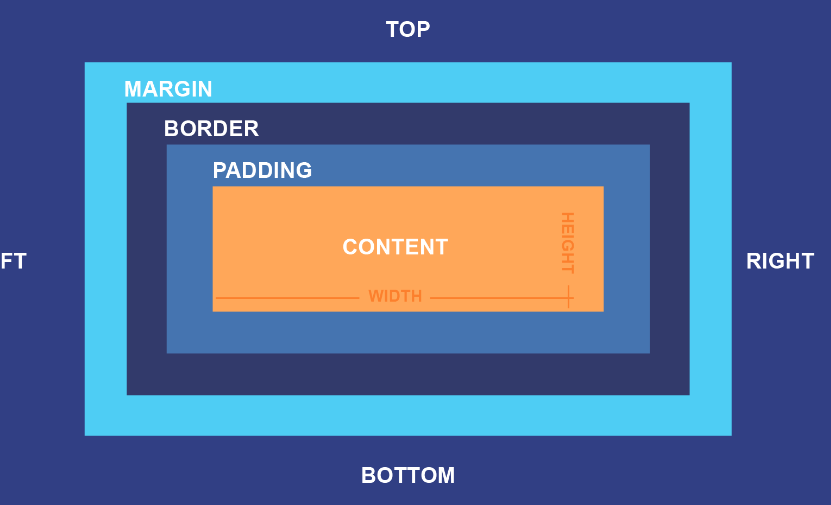 TOP
MARGIN
BORDER
PADDING
HEIGHT
CONTENT
FT
RIGHT
WIDTH
BOTTOM